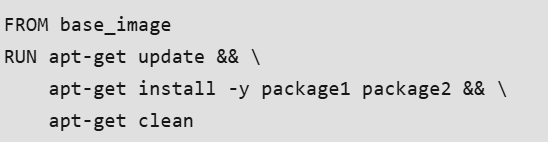 FROM base_image
RUN apt-get update && \
    apt-get install -y package1 package2 && \
    apt-get clean